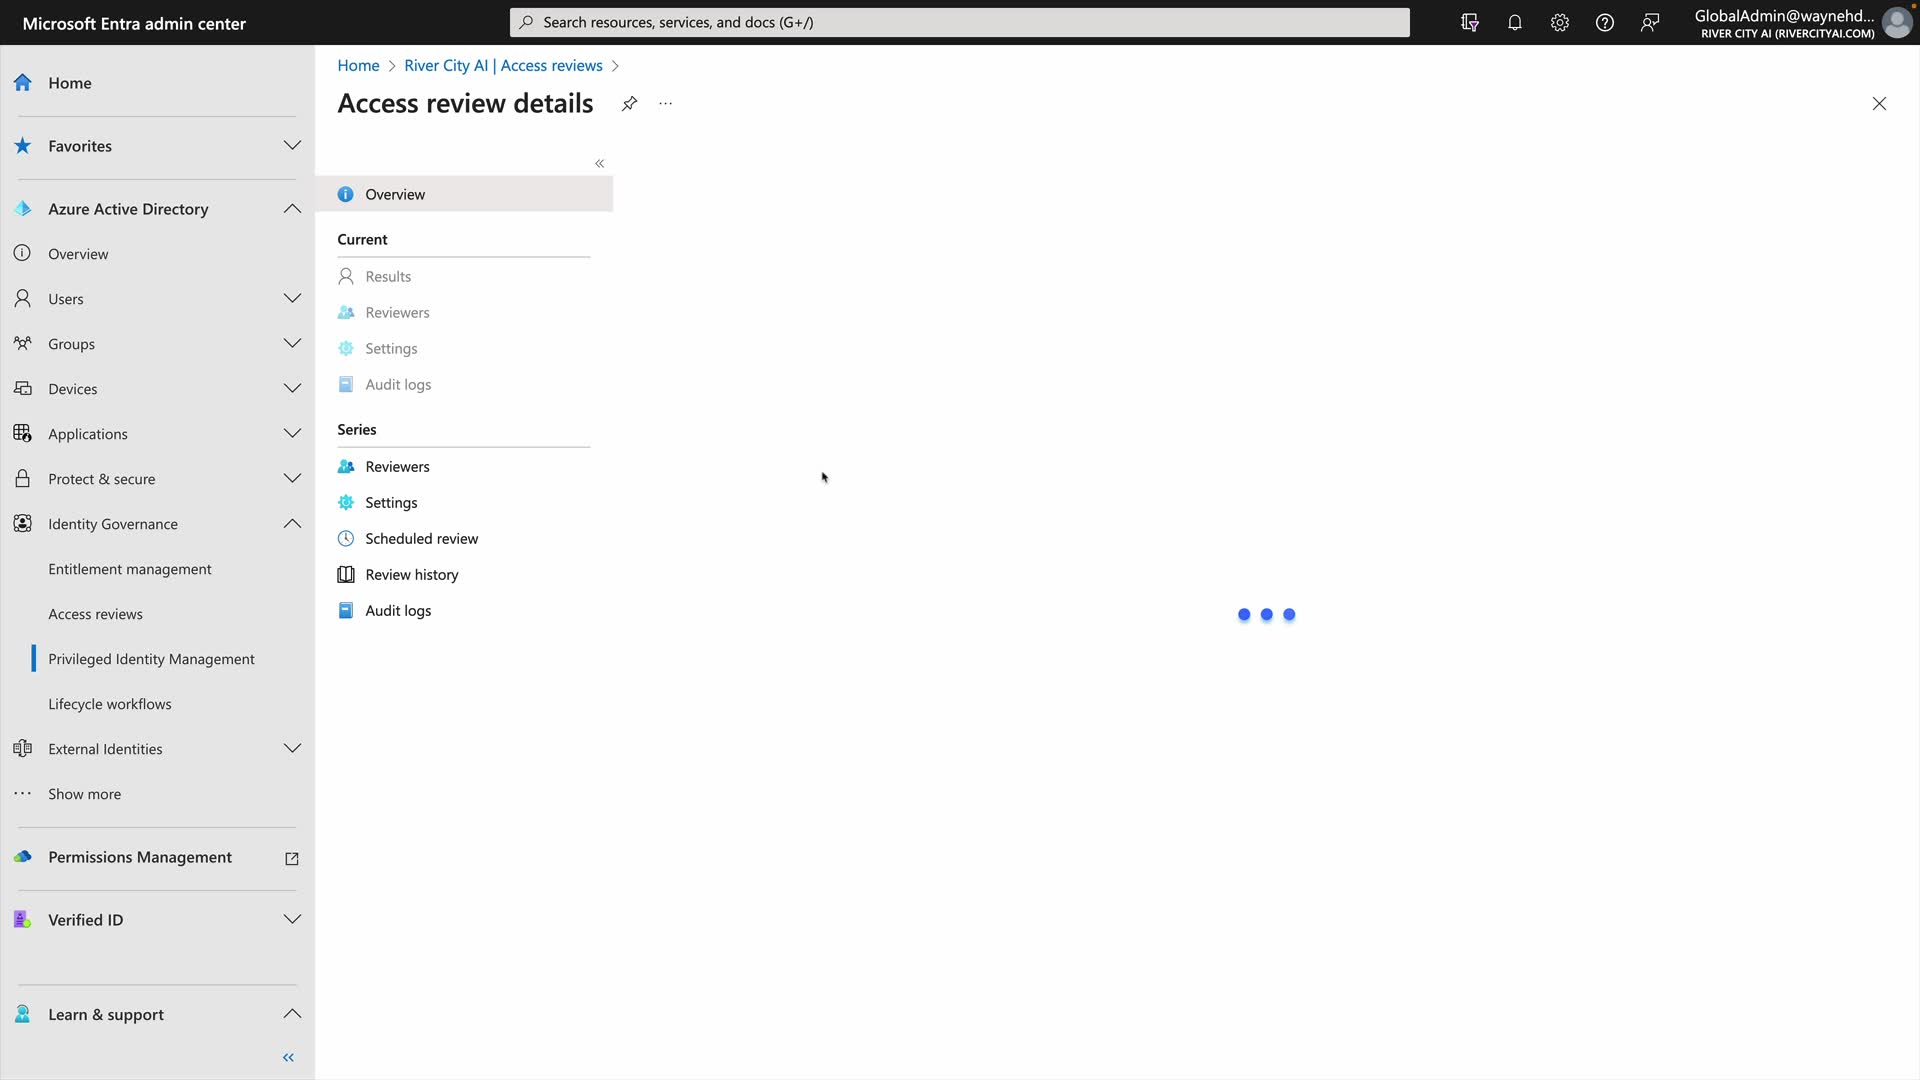 Microsoft Entra admin center
Search resources, services, and docs (G+/)
GlobalAdmin@waynehd...
RIVER CITY AI (RIVERCITYAI.COM)
Home
Favorites
Azure Active Directory
Overview
Users
Groups
Devices
Applications
Protect & secure
Identity Governance
Entitlement management
Access reviews
Privileged Identity Management
Lifecycle workflows
External Identities
Show more
Permissions Management
Verified ID
Learn & support
Home > River City AI | Access reviews >
Access review details
Overview
Current
Results
Reviewers
Settings
Audit logs
Series
Reviewers
Settings
Scheduled review
Review history
Audit logs